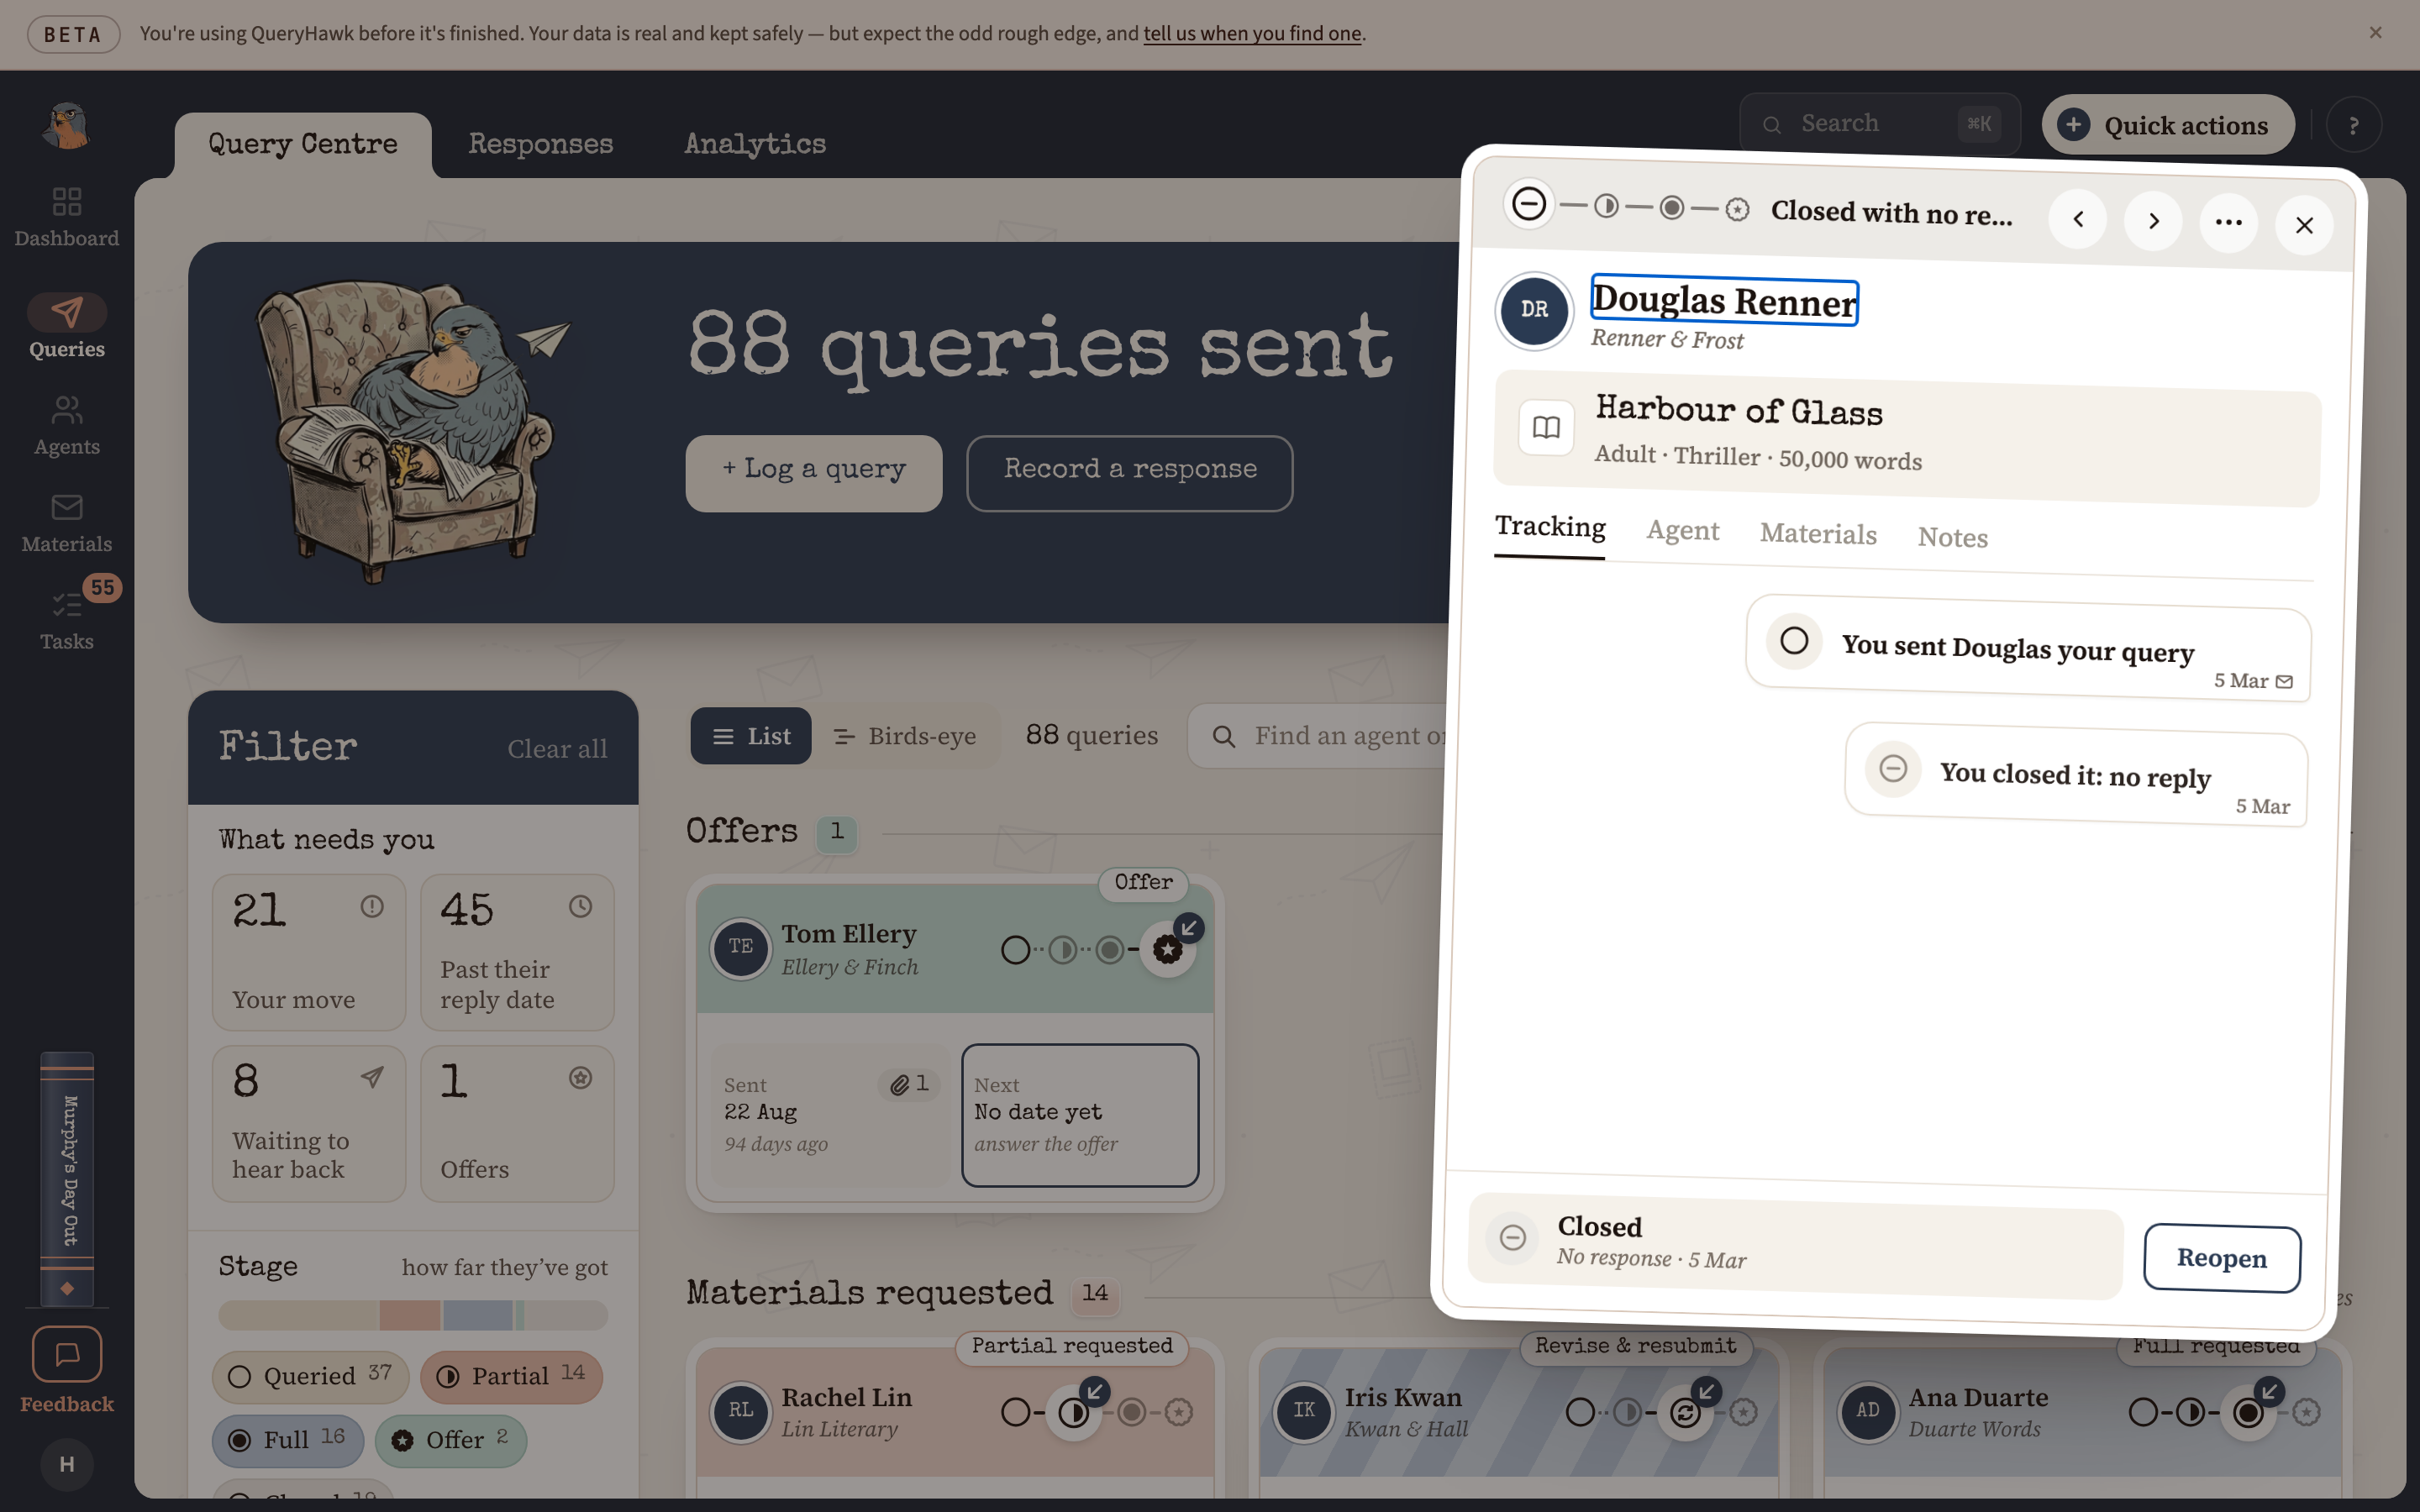 BETA You're using QueryHawk before it's finished. Your data is real and kept safely — but expect the odd rough edge, and tell us when you find one.
Query Centre
Responses
Analytics
Search ⌘K
Quick actions
?
Dashboard
Queries
Agents
Materials
55
Tasks
Murphy's Day Out
Feedback
H
88 queries sent
+ Log a query
Record a response
Filter
Clear all
What needs you
21
Your move
45
Past their
reply date
8
Waiting to
hear back
1
Offers
Stage
how far they've got
Queried 37
Partial 14
Full 16
Offer 2
List
Birds-eye
88 queries
Find an agent
Offers 1
Offer
TE
Tom Ellery
Ellery & Finch
Sent
22 Aug
94 days ago
1
Next
No date yet
answer the offer
Materials requested 14
Partial requested
RL
Rachel Lin
Lin Literary
Revise & resubmit
IK
Iris Kwan
Kwan & Hall
Full requested
AD
Ana Duarte
Duarte Words
Closed with no re...
DR
Douglas Renner
Renner & Frost
Harbour of Glass
Adult · Thriller · 50,000 words
Tracking
Agent
Materials
Notes
You sent Douglas your query
5 Mar
You closed it: no reply
5 Mar
Closed
No response · 5 Mar
Reopen